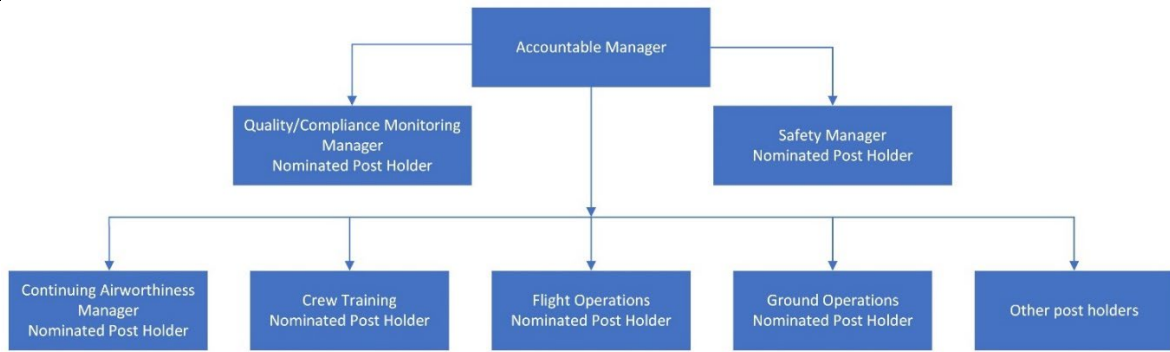 Accountable Manager
Quality/Compliance Monitoring
Manager
Nominated Post Holder
Safety Manager
Nominated Post Holder
Continuing Airworthiness
Manager
Nominated Post Holder
Crew Training
Nominated Post Holder
Flight Operations
Nominated Post Holder
Ground Operations
Nominated Post Holder
Other post holders